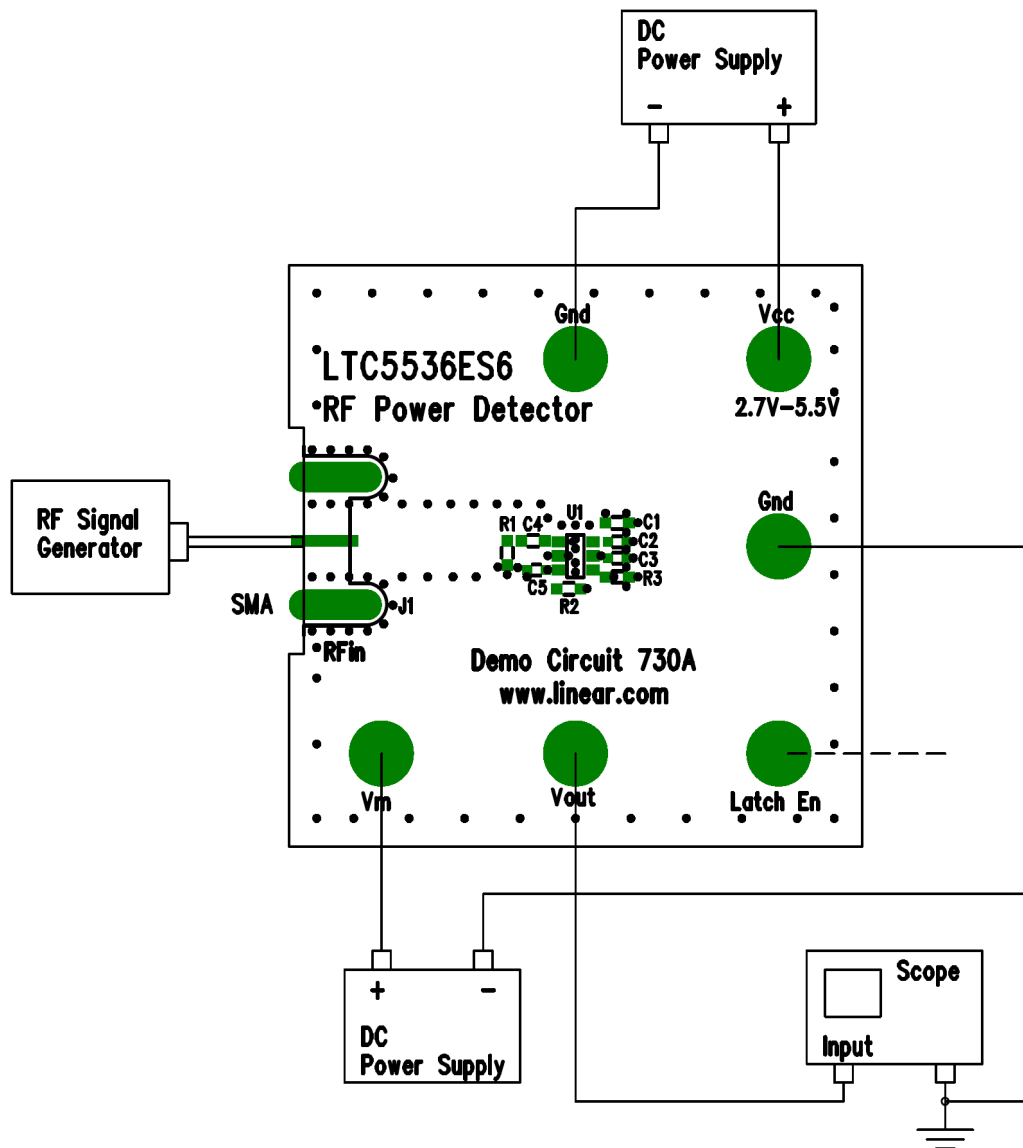 DC
Power Supply
- +
Gnd
Vcc
LTC5536ES6
RF Power Detector
2.7V-5.5V
RF Signal
Generator
Gnd
R1
C4
U1
C1
C2
C3
C5
R3
R2
SMA
J1
RFin
Demo Circuit 730A
www.linear.com
Vm
Vout
Latch En
+ -
DC
Power Supply
Scope
Input